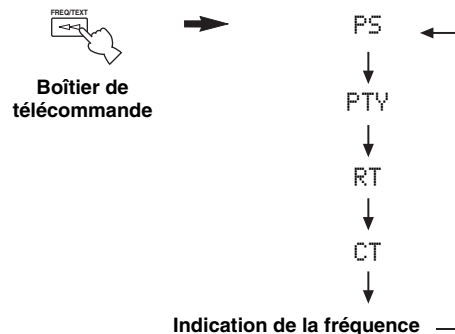 FREQ/TEXT
Boîtier de
télécommande
PS
PTY
RT
CT
Indication de la fréquence